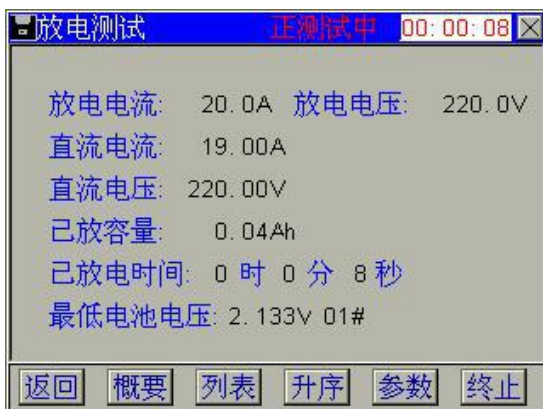 放电测试 正测试中 00:00:08
放电电流: 20.0A 放电电压: 220.0V
直流电流: 19.00A
直流电压: 220.00V
已放容量: 0.04Ah
已放电时间: 0 时 0 分 8 秒
最低电池电压: 2.133V 01#
返回 概要 列表 升序 参数 终止